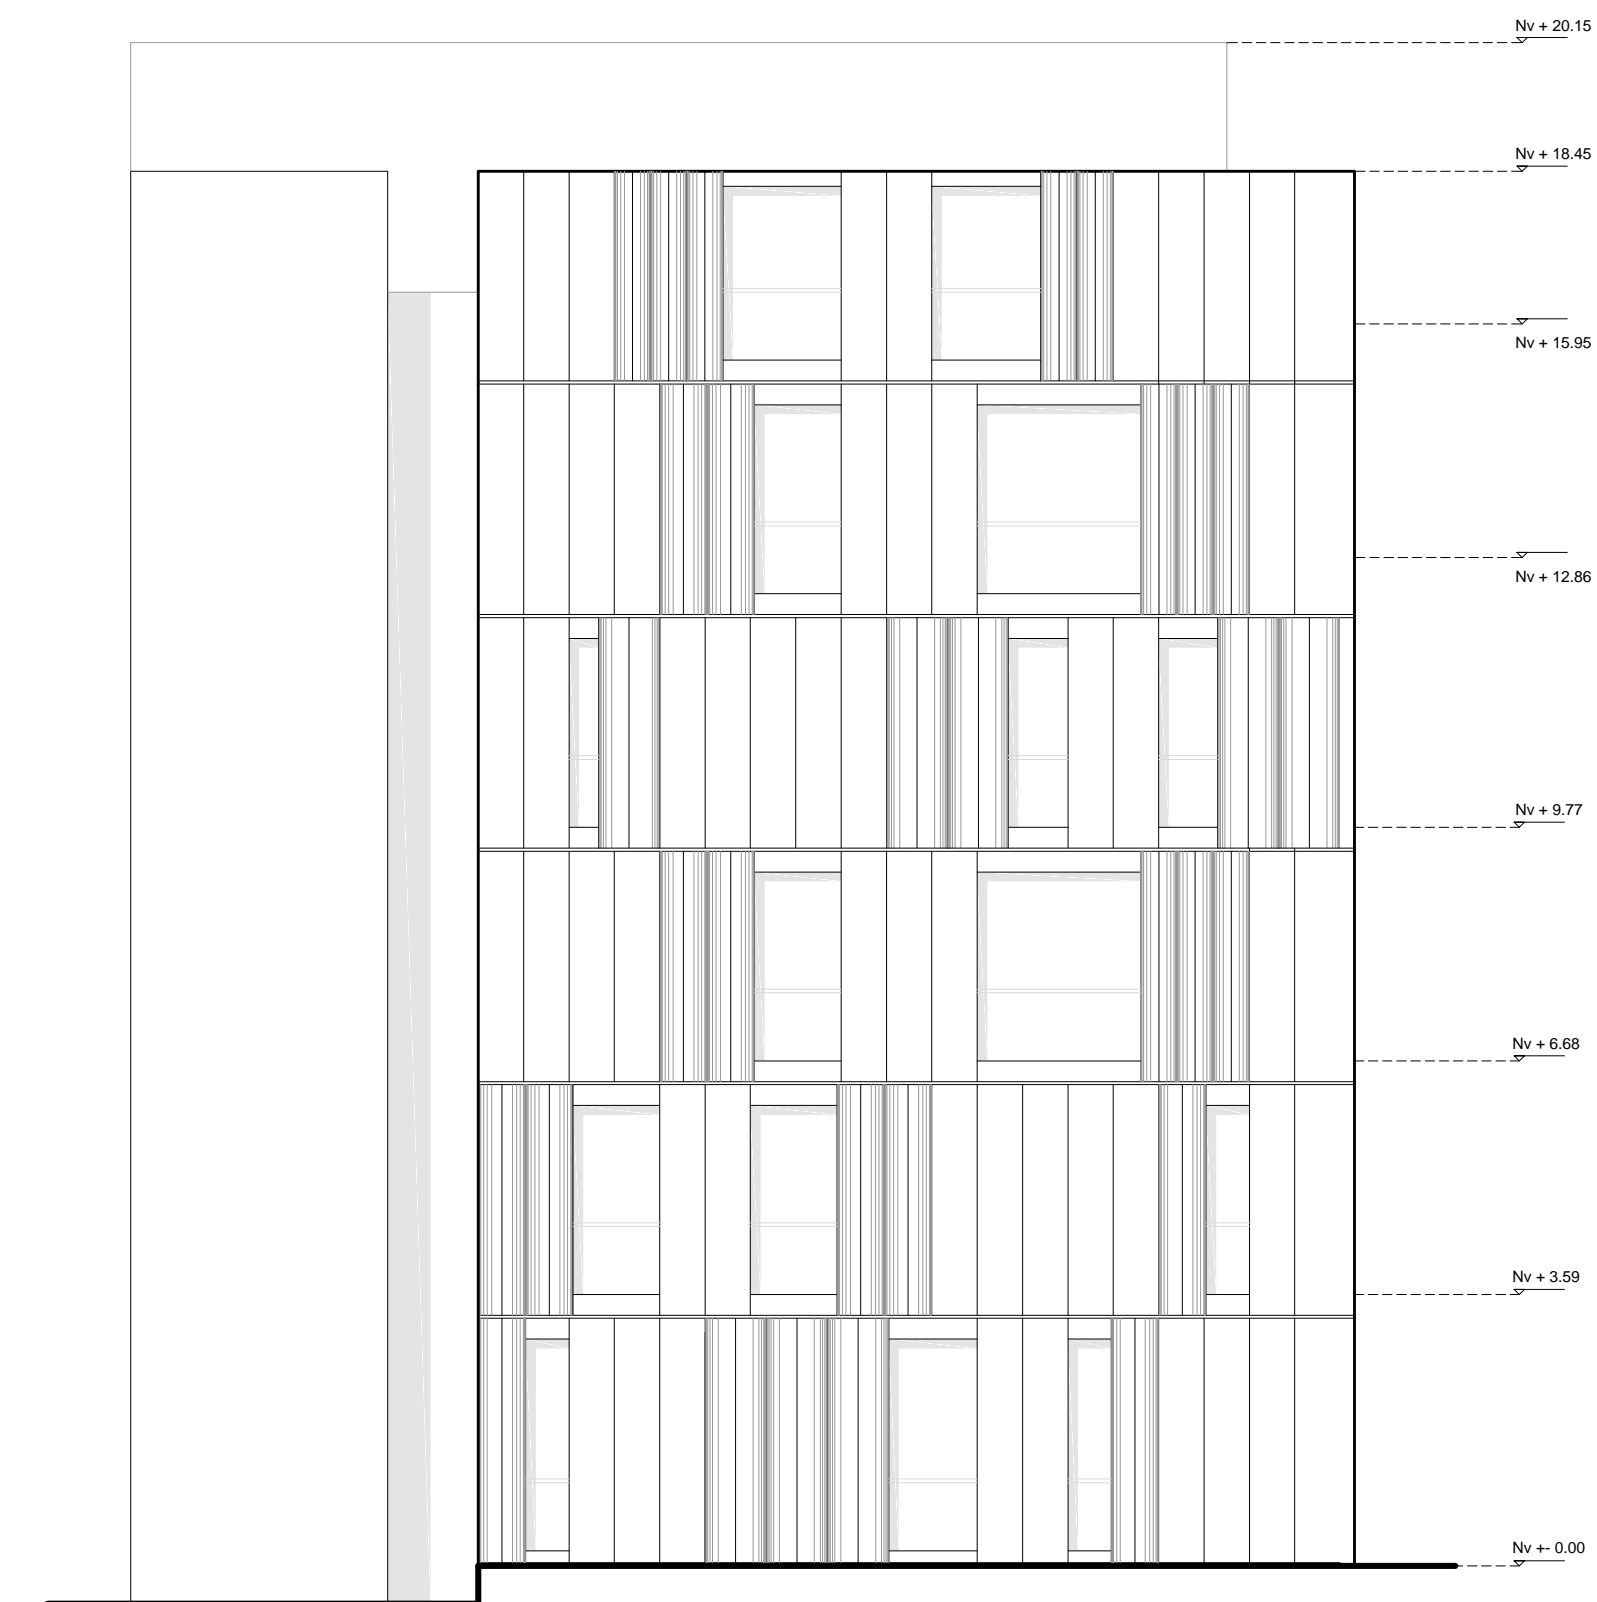 Nv + 20.15
Nv + 18.45
Nv + 15.95
Nv + 12.86
Nv + 9.77
Nv + 6.68
Nv + 3.59
Nv +- 0.00